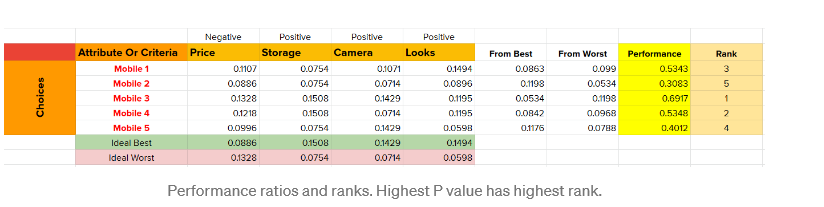 Negative Positive Positive Positive
Attribute Or Criteria Price Storage Camera Looks From Best From Worst Performance Rank
Choices
Mobile 1 0.1107 0.0754 0.1071 0.1494 0.0863 0.099 0.5343 3
Mobile 2 0.0886 0.0754 0.0714 0.0896 0.1198 0.0534 0.3083 5
Mobile 3 0.1328 0.1508 0.1429 0.1195 0.0534 0.1198 0.6917 1
Mobile 4 0.1218 0.1508 0.0714 0.1195 0.0842 0.0968 0.5348 2
Mobile 5 0.0996 0.0754 0.1429 0.0598 0.1176 0.0788 0.4012 4
Ideal Best 0.0886 0.1508 0.1429 0.1494
Ideal Worst 0.1328 0.0754 0.0714 0.0598
Performance ratios and ranks. Highest P value has highest rank.